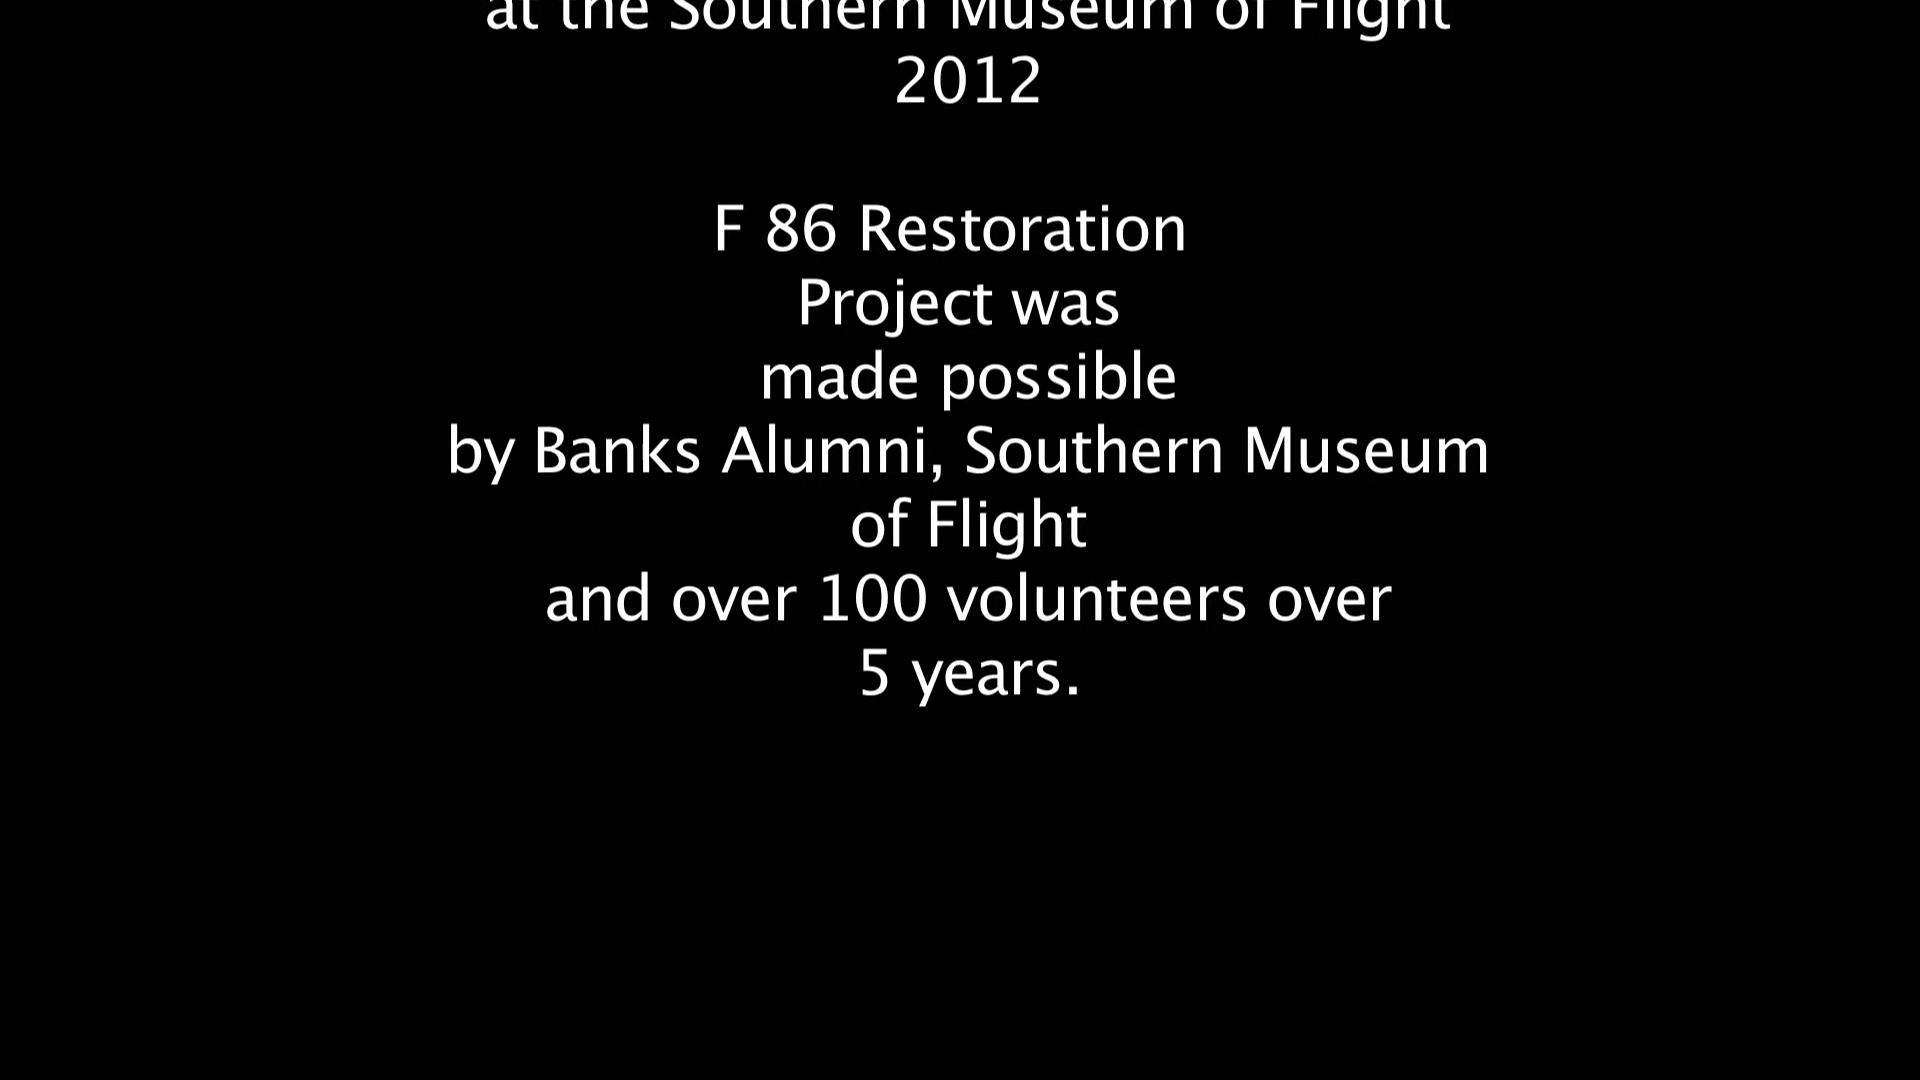 at the Southern Museum of Flight
2012
F 86 Restoration
Project was
made possible
by Banks Alumni, Southern Museum
of Flight
and over 100 volunteers over
5 years.